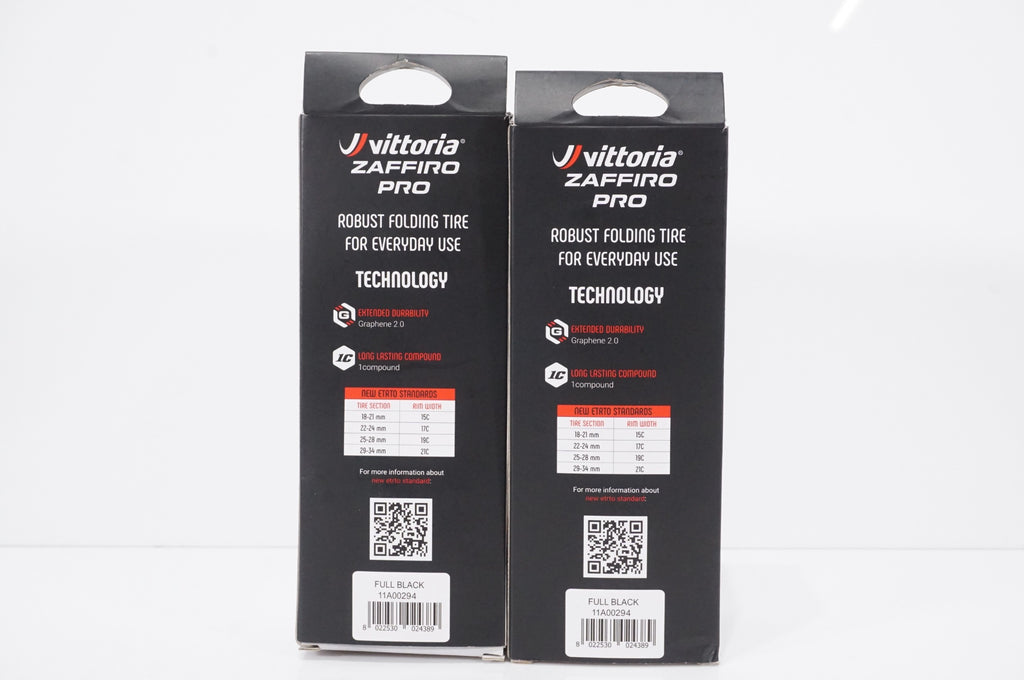 vittoria®
ZAFFIRO
PRO
ROBUST FOLDING TIRE
FOR EVERYDAY USE
TECHNOLOGY
G
EXTENDED DURABILITY
Graphene 2.0
1C
LONG LASTING COMPOUND
1compound
NEW ETRTO STANDARDS
TIRE SECTION RIM WIDTH
18-21 mm 15C
22-24 mm 17C
25-28 mm 19C
29-34 mm 21C
For more information about
new etrto standard:
FULL BLACK
11A00294
8 022530 024389
vittoria®
ZAFFIRO
PRO
ROBUST FOLDING TIRE
FOR EVERYDAY USE
TECHNOLOGY
G
EXTENDED DURABILITY
Graphene 2.0
1C
LONG LASTING COMPOUND
1compound
NEW ETRTO STANDARDS
TIRE SECTION RIM WIDTH
18-21 mm 15C
22-24 mm 17C
25-28 mm 19C
29-34 mm 21C
For more information about
new etrto standard:
FULL BLACK
11A00294
8 022530 024389